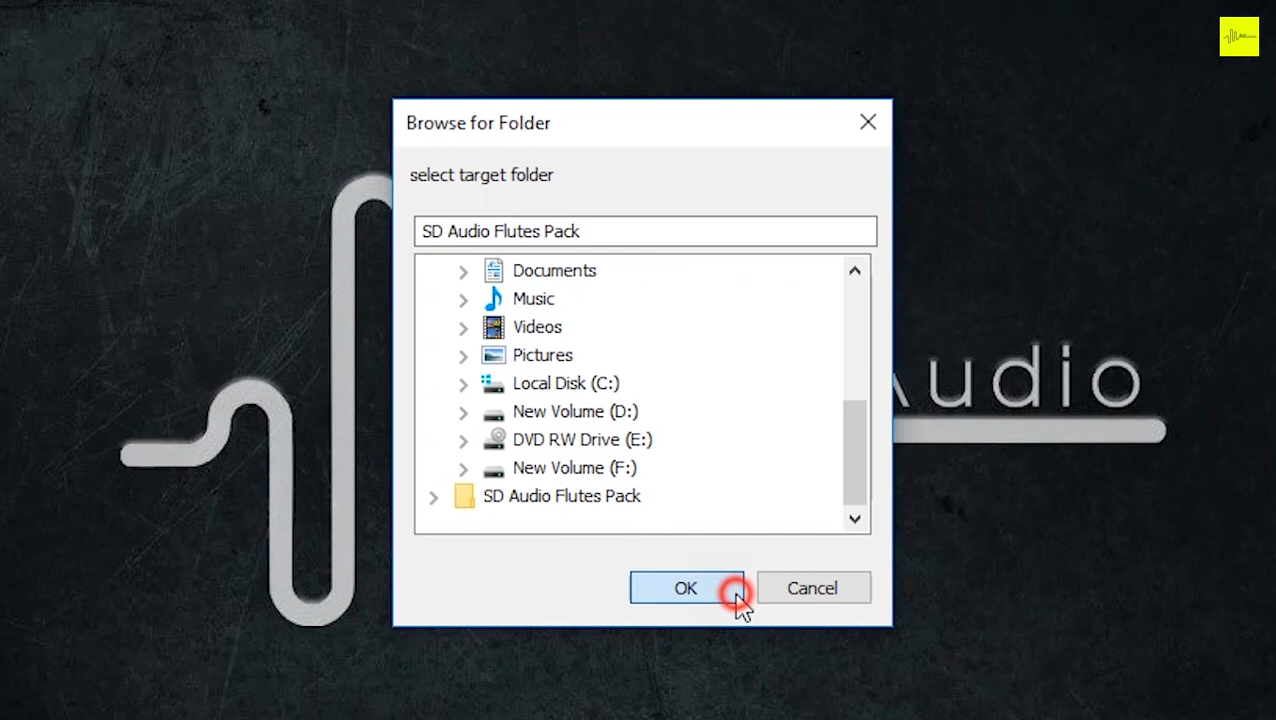 Browse for Folder
select target folder
SD Audio Flutes Pack
Documents
Music
Videos
Pictures
Local Disk (C:)
New Volume (D:)
DVD RW Drive (E:)
New Volume (F:)
SD Audio Flutes Pack
OK
Cancel
Audio